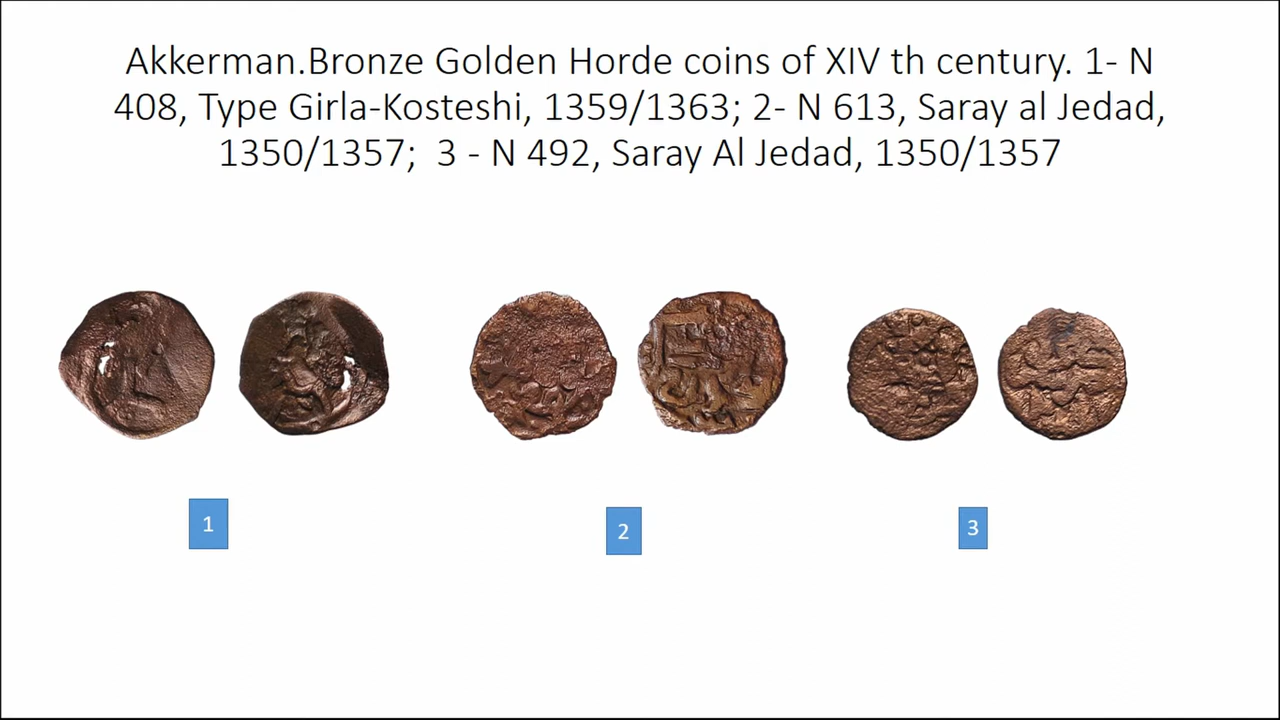 Akkerman.Bronze Golden Horde coins of XIV th century. 1- N
408, Type Girla-Kosteshi, 1359/1363; 2- N 613, Saray al Jedad,
1350/1357;  3 - N 492, Saray Al Jedad, 1350/1357
1
2
3